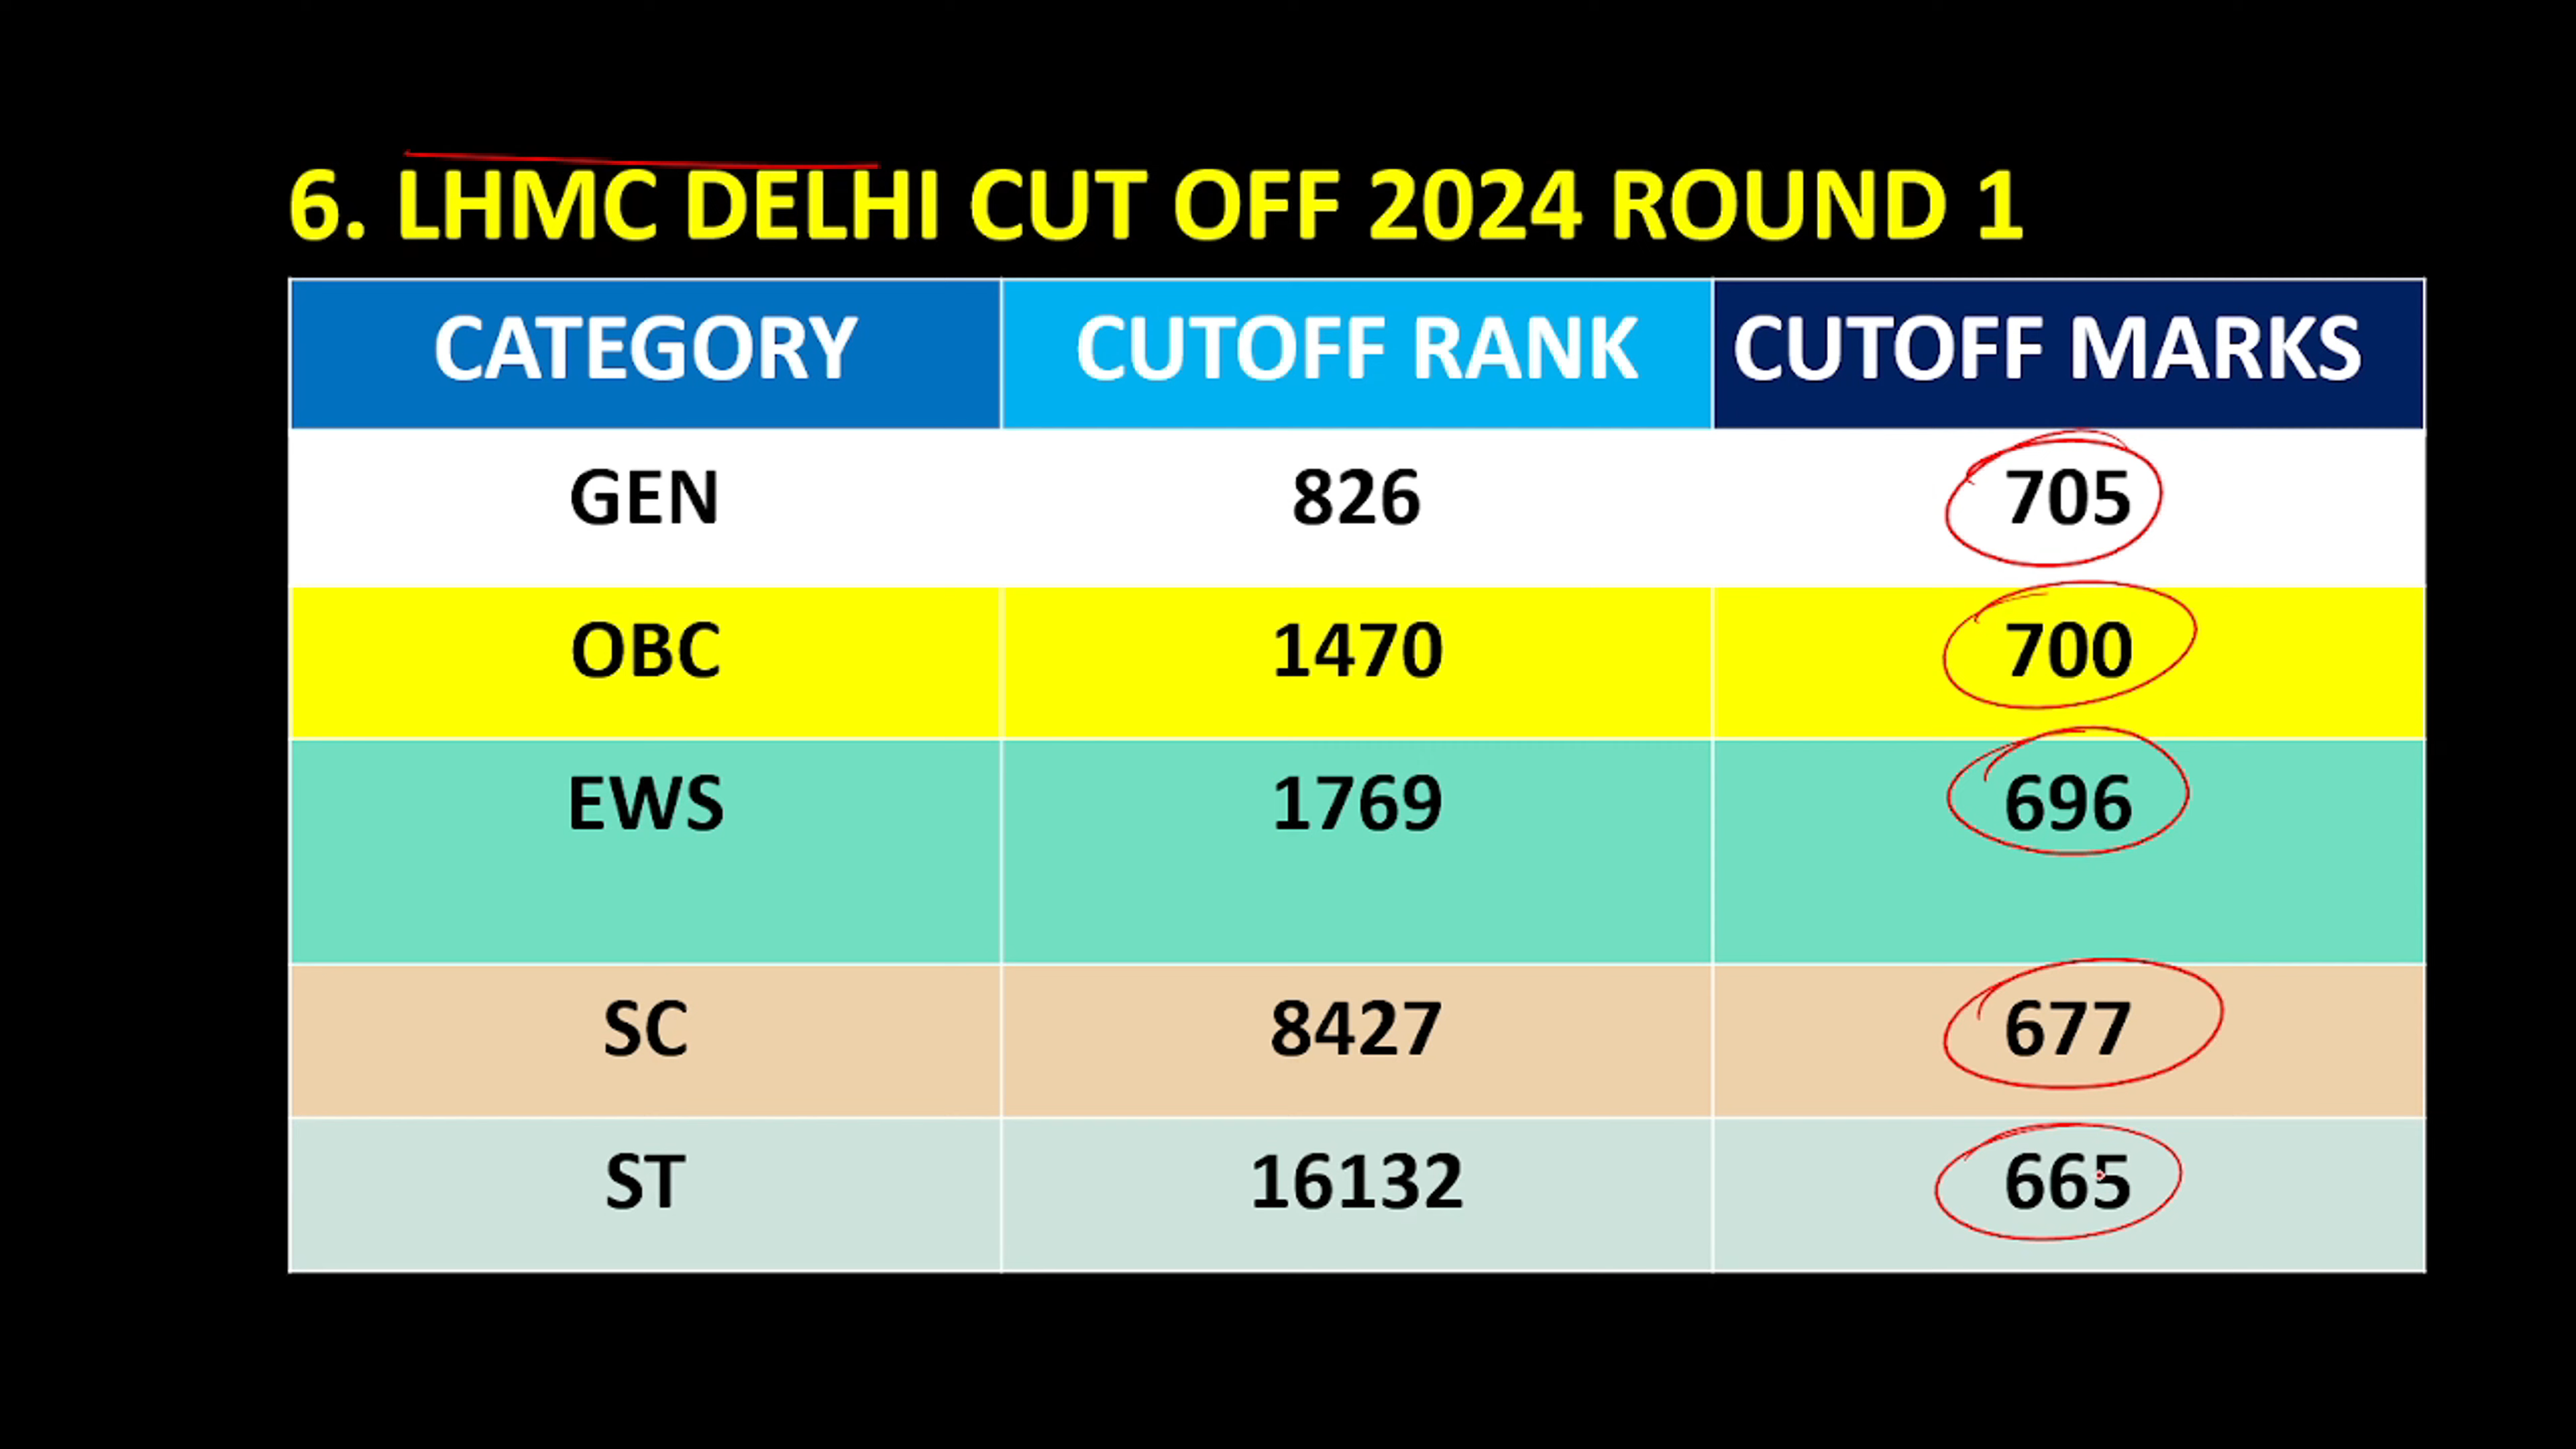 6. LHMC DELHI CUT OFF 2024 ROUND 1
CATEGORY CUTOFF RANK CUTOFF MARKS
GEN 826 705
OBC 1470 700
EWS 1769 696
SC 8427 677
ST 16132 665